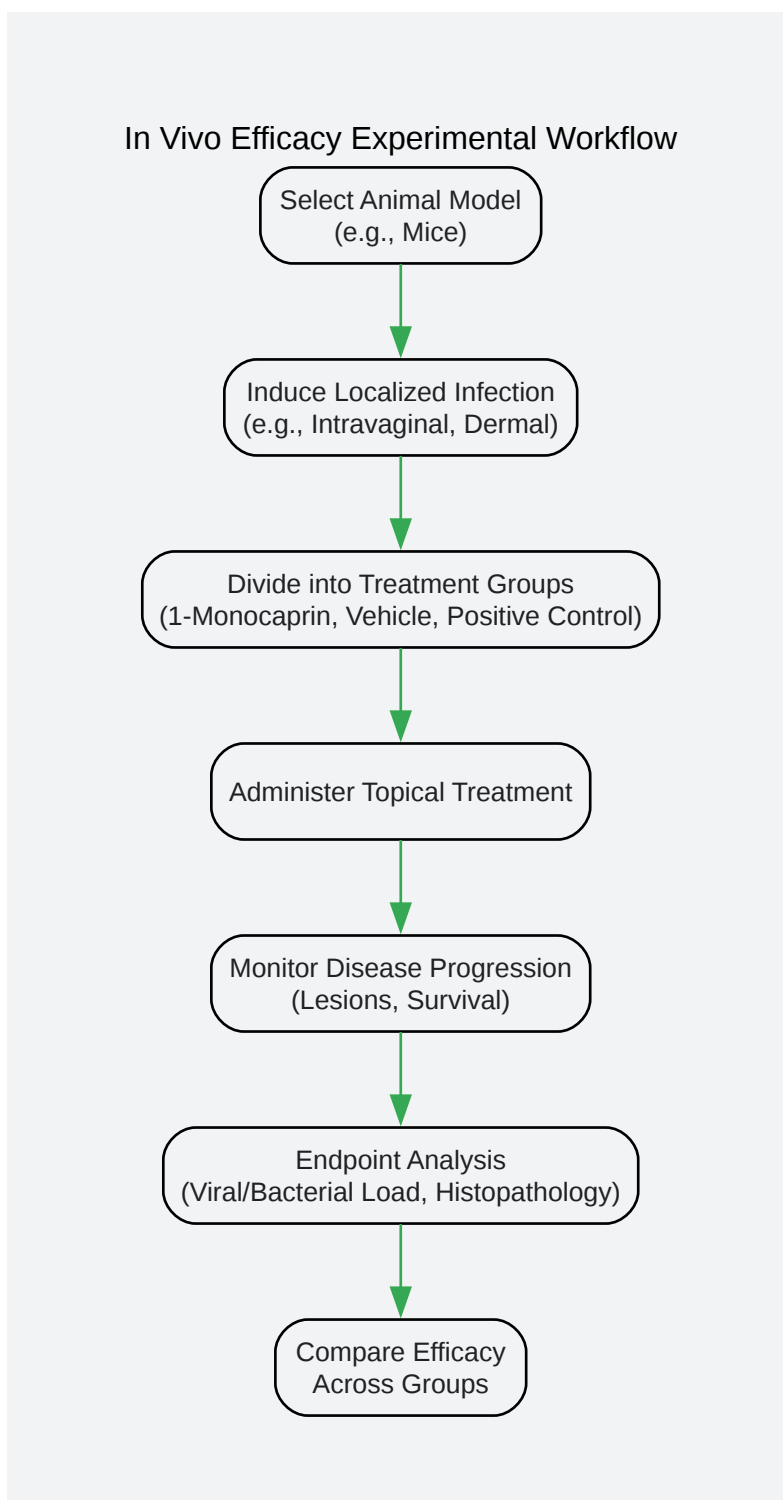 In Vivo Efficacy Experimental Workflow
Select Animal Model
(e.g., Mice)
Induce Localized Infection
(e.g., Intravaginal, Dermal)
Divide into Treatment Groups
(1-Monocaprin, Vehicle, Positive Control)
Administer Topical Treatment
Monitor Disease Progression
(Lesions, Survival)
Endpoint Analysis
(Viral/Bacterial Load, Histopathology)
Compare Efficacy
Across Groups